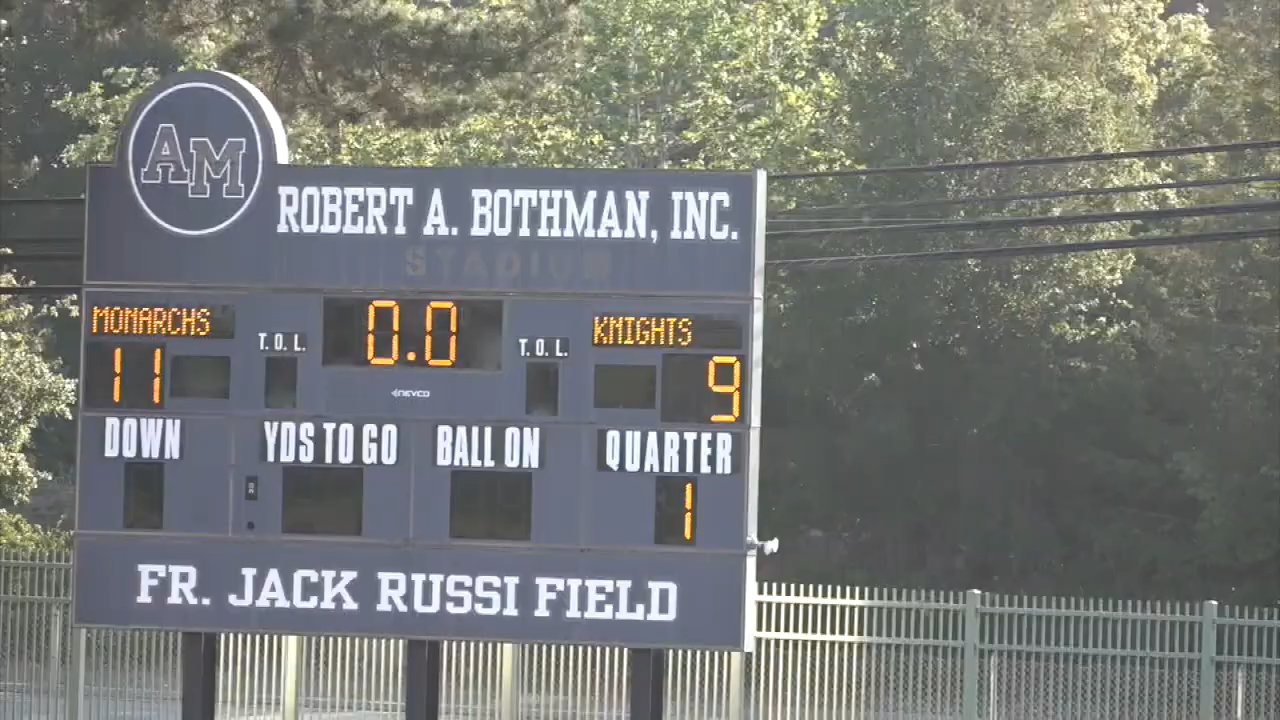 AM
ROBERT A. BOTHMAN, INC.
STADIUM
MONARCHS 0.0 KNIGHTS
T. O. L. T. O. L.
11 9
NEVCO
DOWN YDS TO GO BALL ON QUARTER
1
FR. JACK RUSSI FIELD